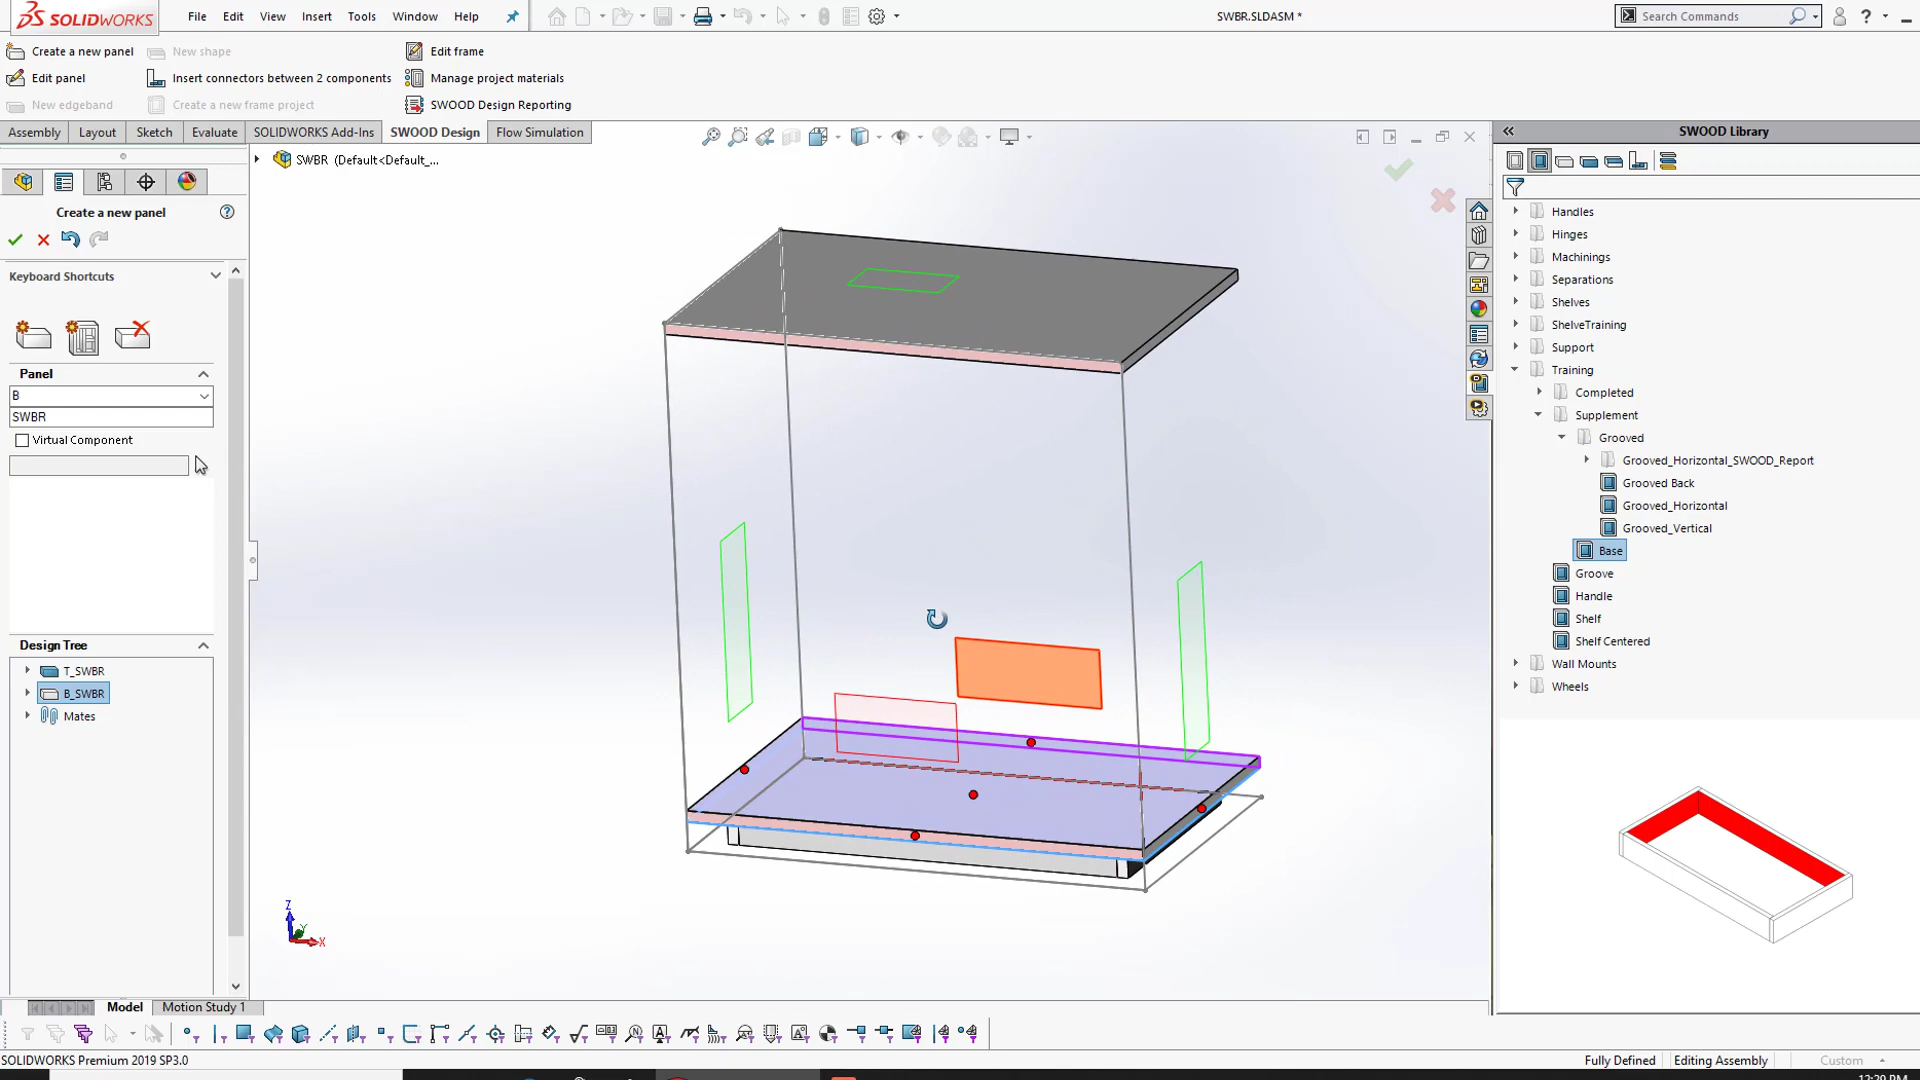 SOLIDWORKS
File Edit View Insert Tools Window Help
SWBR.SLDASM *
Search Commands
Create a new panel
New shape
Edit frame
Edit panel
Insert connectors between 2 components
Manage project materials
New edgeband
Create a new frame project
SWOOD Design Reporting
Assembly Layout Sketch Evaluate SOLIDWORKS Add-Ins SWOOD Design Flow Simulation
SWBR (Default<Default_...
Create a new panel
Keyboard Shortcuts
Panel
B
SWBR
Virtual Component
Design Tree
T_SWBR
B_SWBR
Mates
Z
Y
X
SWOOD Library
Handles
Hinges
Machinings
Separations
Shelves
ShelveTraining
Support
Training
Completed
Supplement
Grooved
Grooved_Horizontal_SWOOD_Report
Grooved Back
Grooved_Horizontal
Grooved_Vertical
Base
Groove
Handle
Shelf
Shelf Centered
Wall Mounts
Wheels
Model Motion Study 1
SOLIDWORKS Premium 2019 SP3.0
Fully Defined Editing Assembly Custom
12:29 PM